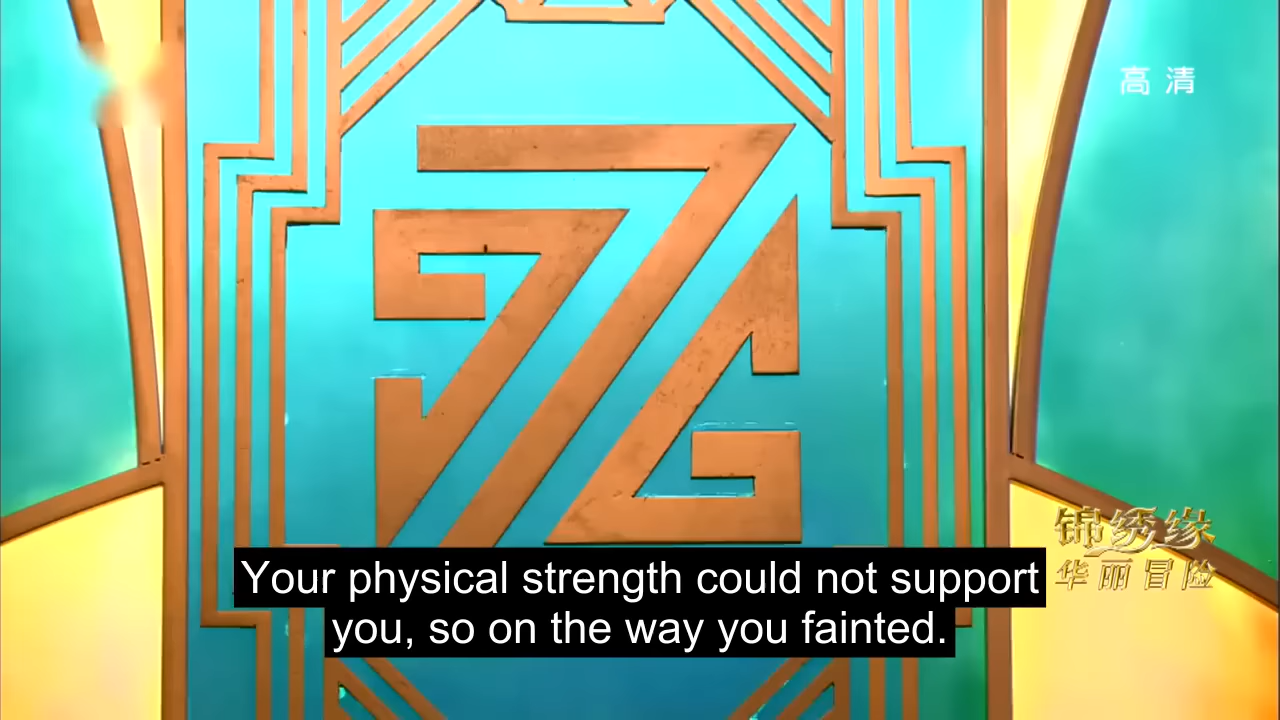 高清
锦绣缘
华丽冒险
Your physical strength could not support
you, so on the way you fainted.